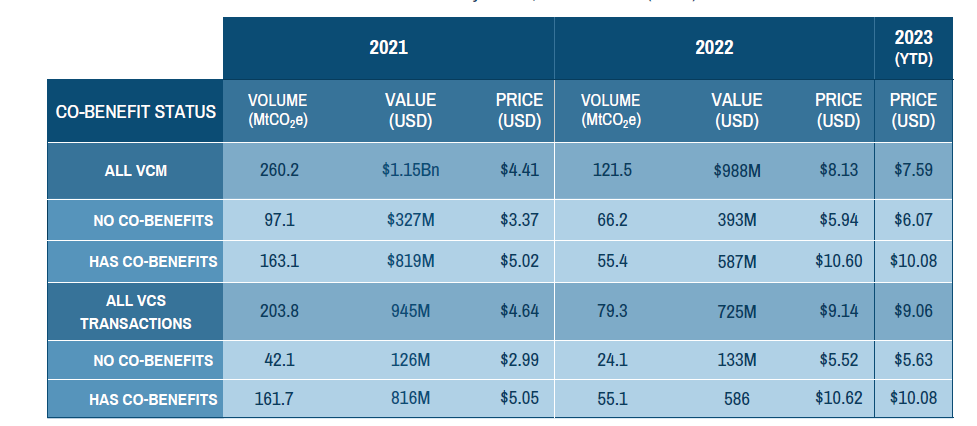 2021 2022 2023
(YTD)
CO-BENEFIT STATUS VOLUME (MtCO₂e) VALUE (USD) PRICE (USD) VOLUME (MtCO₂e) VALUE (USD) PRICE (USD) PRICE (USD)
ALL VCM 260.2 $1.15Bn $4.41 121.5 $988M $8.13 $7.59
NO CO-BENEFITS 97.1 $327M $3.37 66.2 393M $5.94 $6.07
HAS CO-BENEFITS 163.1 $819M $5.02 55.4 587M $10.60 $10.08
ALL VCS TRANSACTIONS 203.8 945M $4.64 79.3 725M $9.14 $9.06
NO CO-BENEFITS 42.1 126M $2.99 24.1 133M $5.52 $5.63
HAS CO-BENEFITS 161.7 816M $5.05 55.1 586 $10.62 $10.08